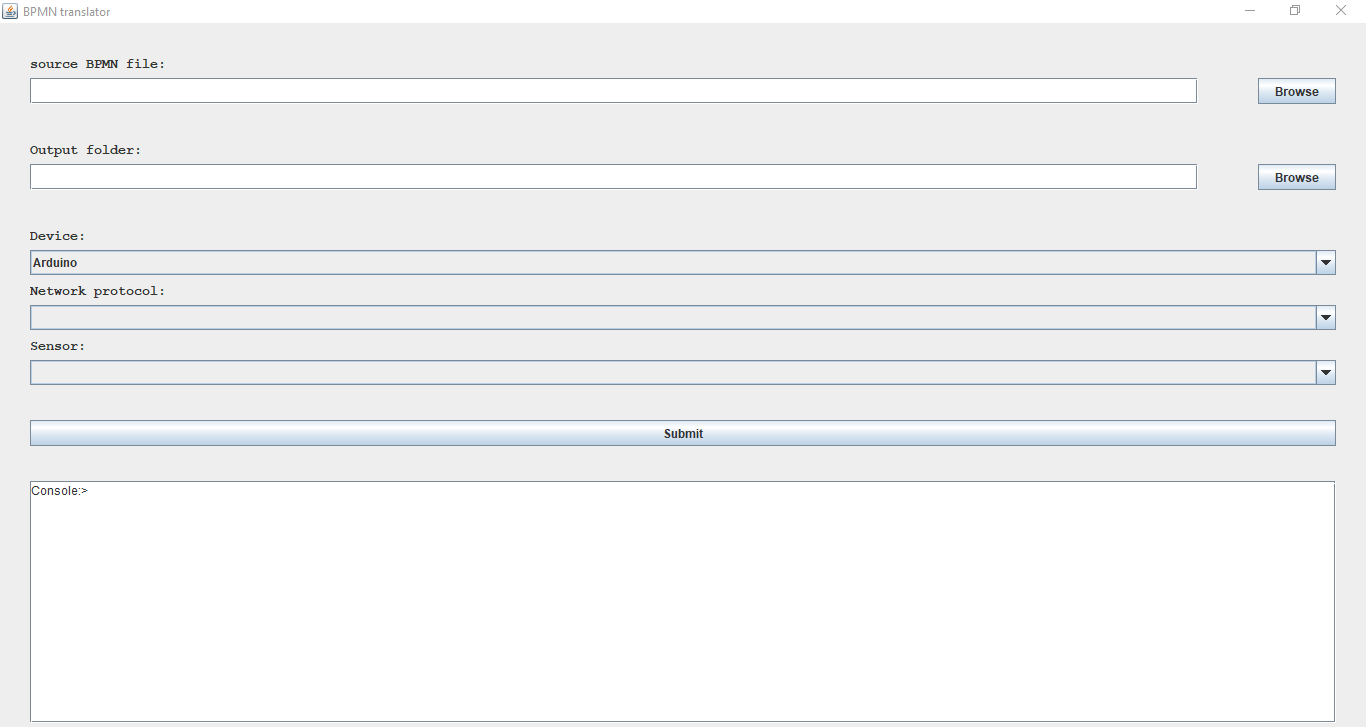 BPMN translator
source BPMN file:
Browse
Output folder:
Browse
Device:
Arduino
Network protocol:
Sensor:
Submit
Console:>